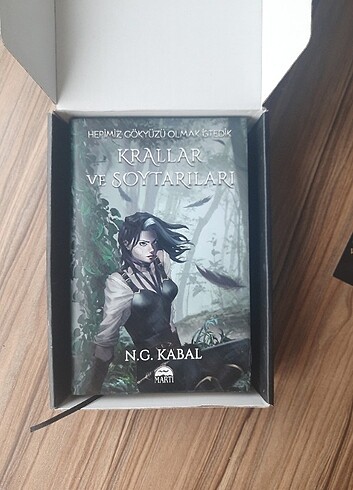 HEPİMİZ GÖKYÜZÜ OLMAK İSTEDİK
KRALLAR
VE SOYTARILARI
N.G. KABAL
MARTI